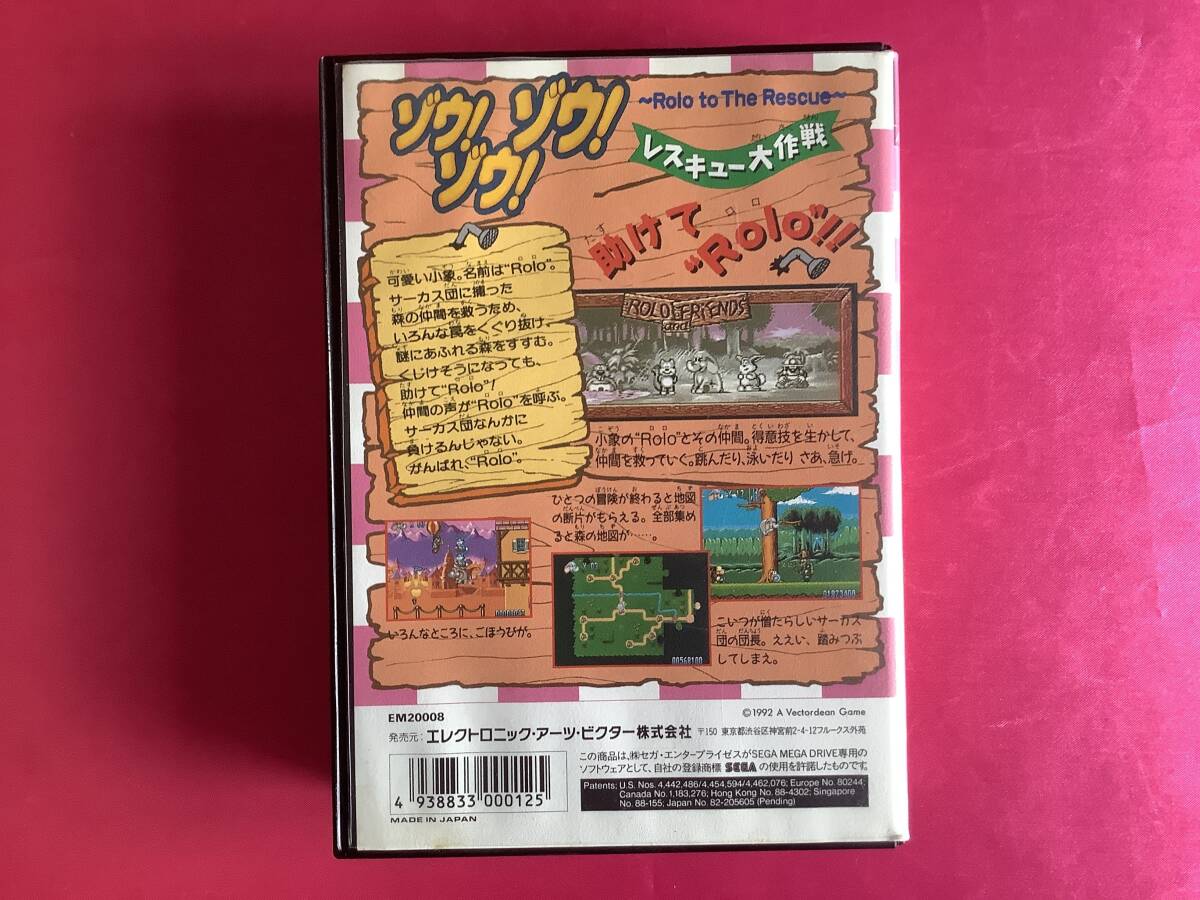 ゾウ! ゾウ!
ゾウ!
~Rolo to The Rescue~
レスキュー大作戦
助けて
"Rolo"!!
可愛い小象。名前は"Rolo"。
サーカス団に捕った
森の仲間を救うため、
いろんな罠をくぐり抜け、
謎にあふれる森をすすむ。
くじけそうになっても、
助けて"Rolo"!
仲間の声が"Rolo"を呼ぶ。
サーカス団なんかに
負けるんじゃない。
がんばれ、"Rolo"。
ROLO and FRIENDS
小象の"Rolo"とその仲間。得意技を生かして、
仲間を救っていく。跳んだり、泳いだり さあ、急げ。
ひとつの冒険が終わると地図
の断片がもらえる。全部集め
ると森の地図が……。
いろんなところに、ごほうびが。
00568100
01873400
こいつが憎たらしいサーカス
団の団長。ええい、踏みつぶ
してしまえ。
EM20008
©1992 A Vectordean Game
発売元:エレクトロニック・アーツ・ビクター株式会社 〒150 東京都渋谷区神宮前2-4-12フルークス外苑
この商品は、㈱セガ・エンタープライゼスがSEGA MEGA DRIVE専用の
ソフトウェアとして、自社の登録商標 SEGA の使用を許諾したものです。
Patents: U.S. Nos. 4,442,486/4,454,594/4,462,076; Europe No. 80244;
Canada No. 1,183,276; Hong Kong No. 88-4302; Singapore
No. 88-155; Japan No. 82-205605 (Pending)
4 938833 000125
MADE IN JAPAN